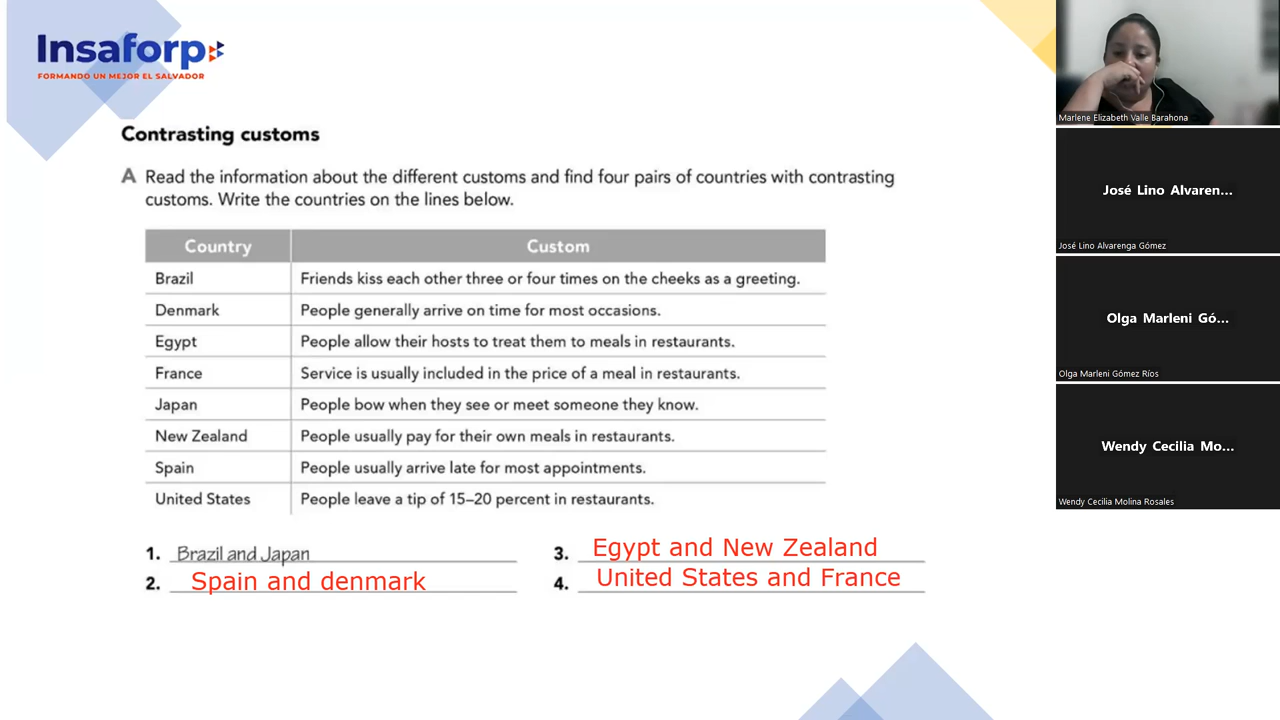 Insaforp
FORMANDO UN MEJOR EL SALVADOR
Contrasting customs
A Read the information about the different customs and find four pairs of countries with contrasting
customs. Write the countries on the lines below.
Country Custom
Brazil Friends kiss each other three or four times on the cheeks as a greeting.
Denmark People generally arrive on time for most occasions.
Egypt People allow their hosts to treat them to meals in restaurants.
France Service is usually included in the price of a meal in restaurants.
Japan People bow when they see or meet someone they know.
New Zealand People usually pay for their own meals in restaurants.
Spain People usually arrive late for most appointments.
United States People leave a tip of 15–20 percent in restaurants.
1. Brazil and Japan
2. Spain and denmark
3. Egypt and New Zealand
4. United States and France
Marlene Elizabeth Valle Barahona
José Lino Alvaren...
José Lino Alvarenga Gómez
Olga Marleni Gó...
Olga Marleni Gómez Ríos
Wendy Cecilia Mo...
Wendy Cecilia Molina Rosales